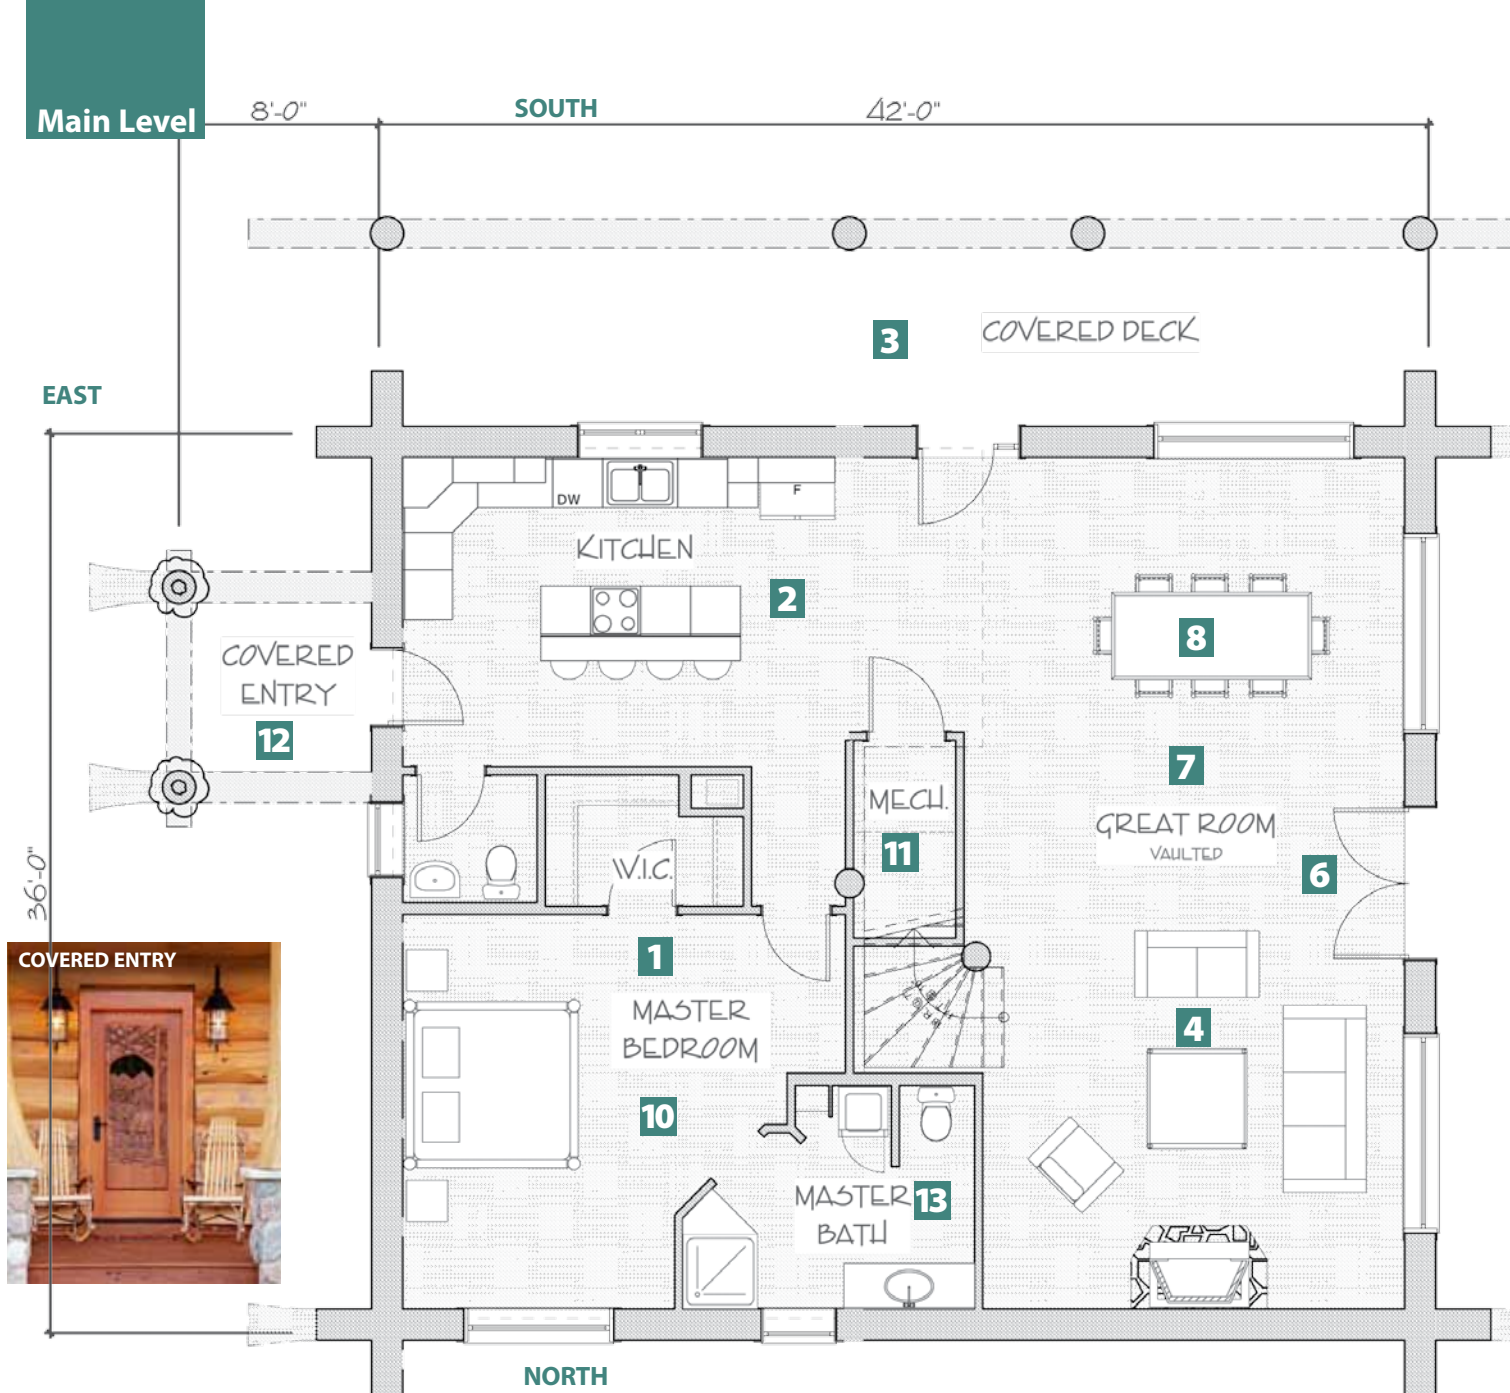 Main Level
8'-0"
SOUTH
42'-0"
3
COVERED DECK
EAST
DW
F
KITCHEN
2
8
COVERED
ENTRY
12
7
MECH.
11
GREAT ROOM
VAULTED
6
W.I.C.
36'-0"
COVERED ENTRY
1
MASTER
BEDROOM
4
10
MASTER
BATH
13
NORTH